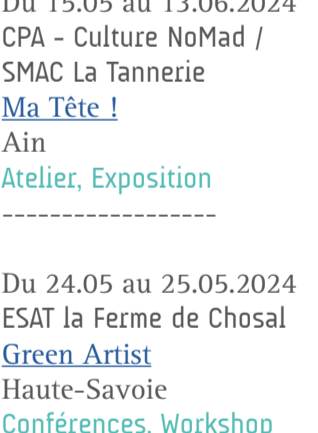 Du 15.05 au 13.06.2024
CPA - Culture NoMad /
SMAC La Tannerie
Ma Tête !
Ain
Atelier, Exposition
------------------
Du 24.05 au 25.05.2024
ESAT la Ferme de Chosal
Green Artist
Haute-Savoie
Conférences, Workshop